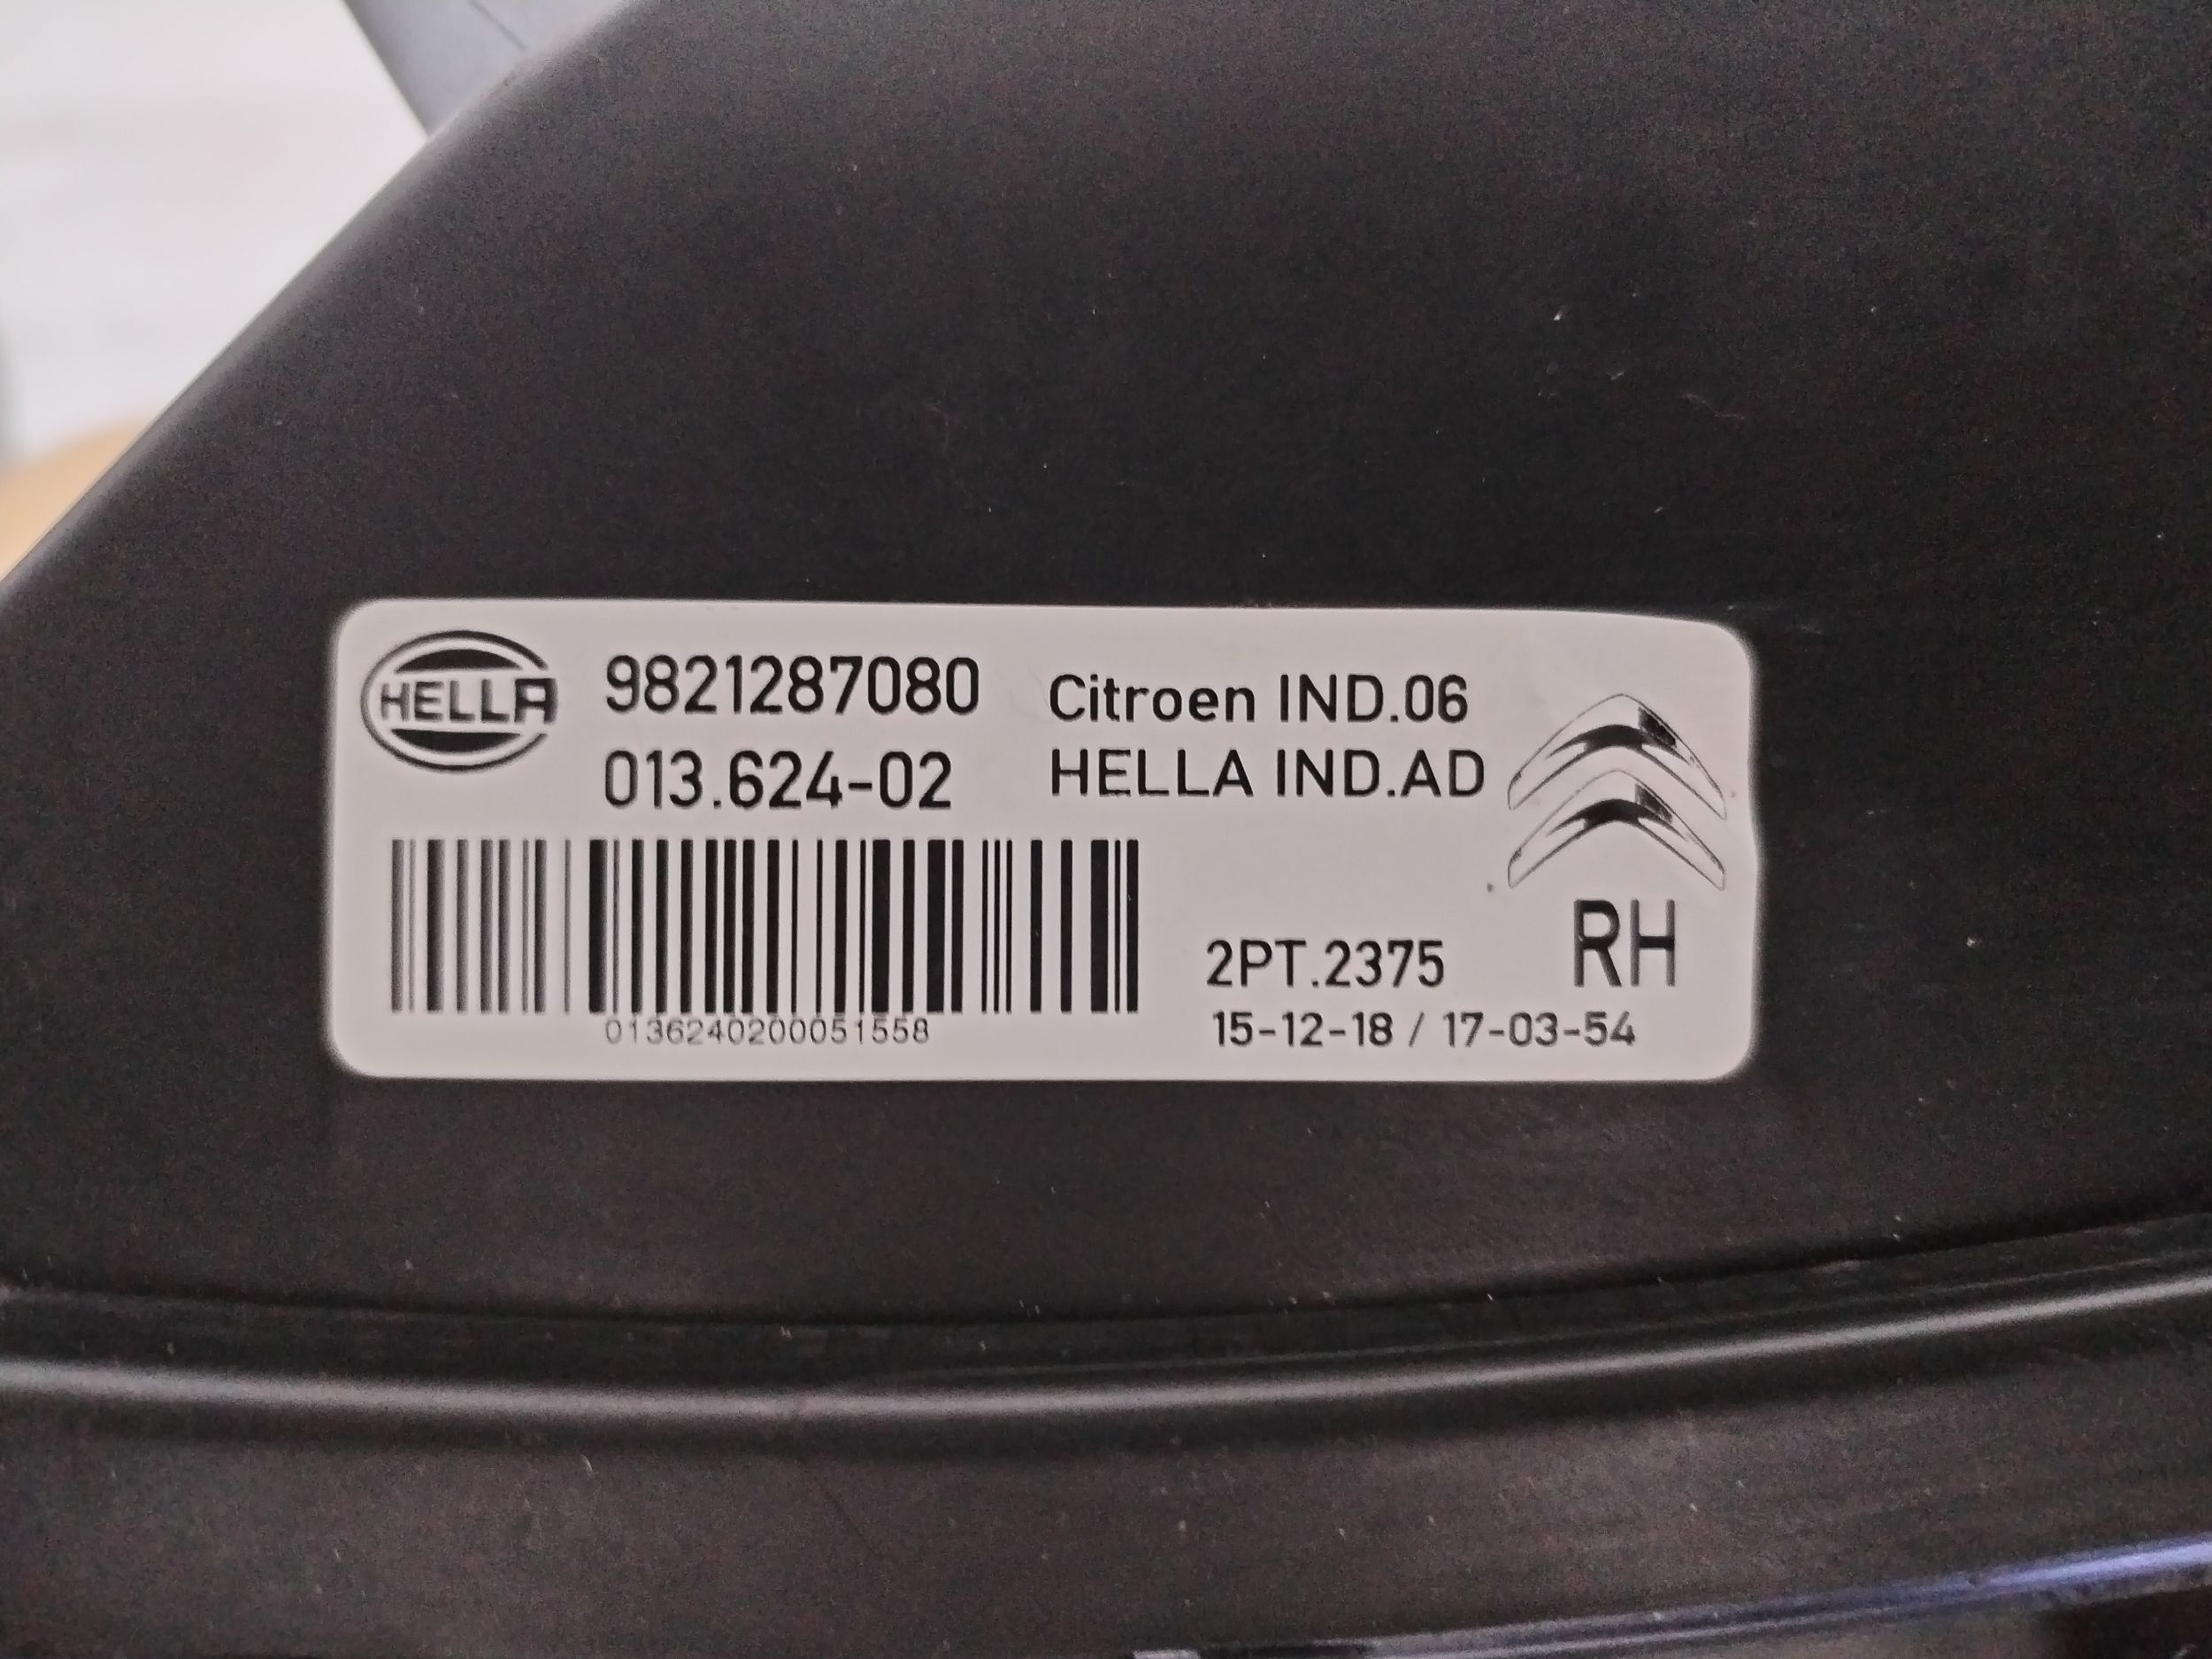 HELLA
9821287080
013.624-02
Citroen IND.06
HELLA IND.AD
0136240200051558
2PT.2375
RH
15-12-18 / 17-03-54